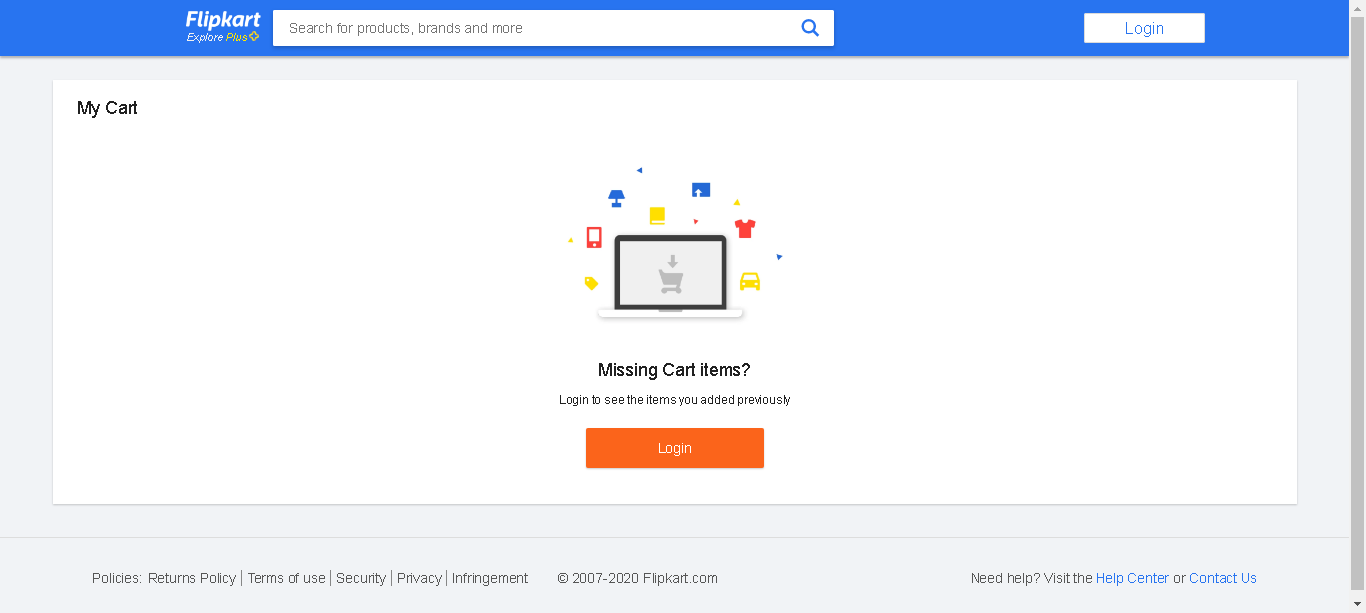 Flipkart
Explore Plus
Search for products, brands and more
Login
My Cart
Missing Cart items?
Login to see the items you added previously
Login
Policies: Returns Policy | Terms of use | Security | Privacy | Infringement © 2007-2020 Flipkart.com Need help? Visit the Help Center or Contact Us